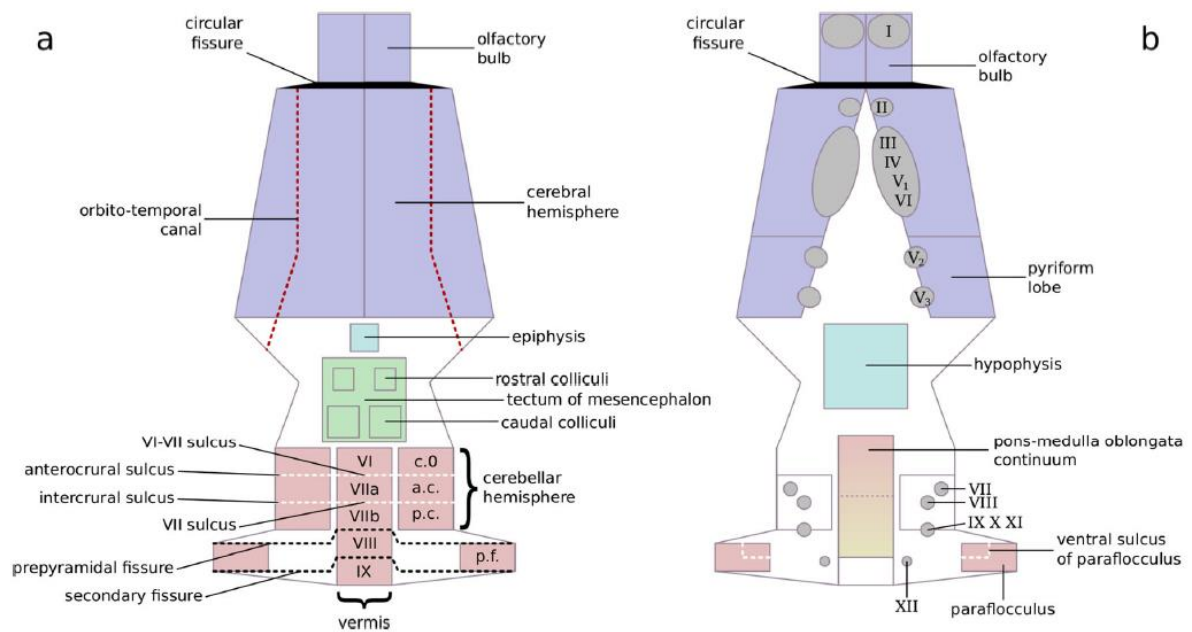 a
circular
fissure
olfactory
bulb
orbito-temporal
canal
cerebral
hemisphere
epiphysis
rostral colliculi
tectum of mesencephalon
caudal colliculi
VI-VII sulcus
anterocrural sulcus
intercrural sulcus
VII sulcus
prepyramidal fissure
secondary fissure
VI
c.0
VIIa
a.c.
VIIb
p.c.
VIII
IX
p.f.
cerebellar
hemisphere
vermis
b
circular
fissure
I
olfactory
bulb
II
III
IV
V1
VI
V2
V3
pyriform
lobe
hypophysis
pons-medulla oblongata
continuum
VII
VIII
IX X XI
ventral sulcus
of paraflocculus
XII
paraflocculus